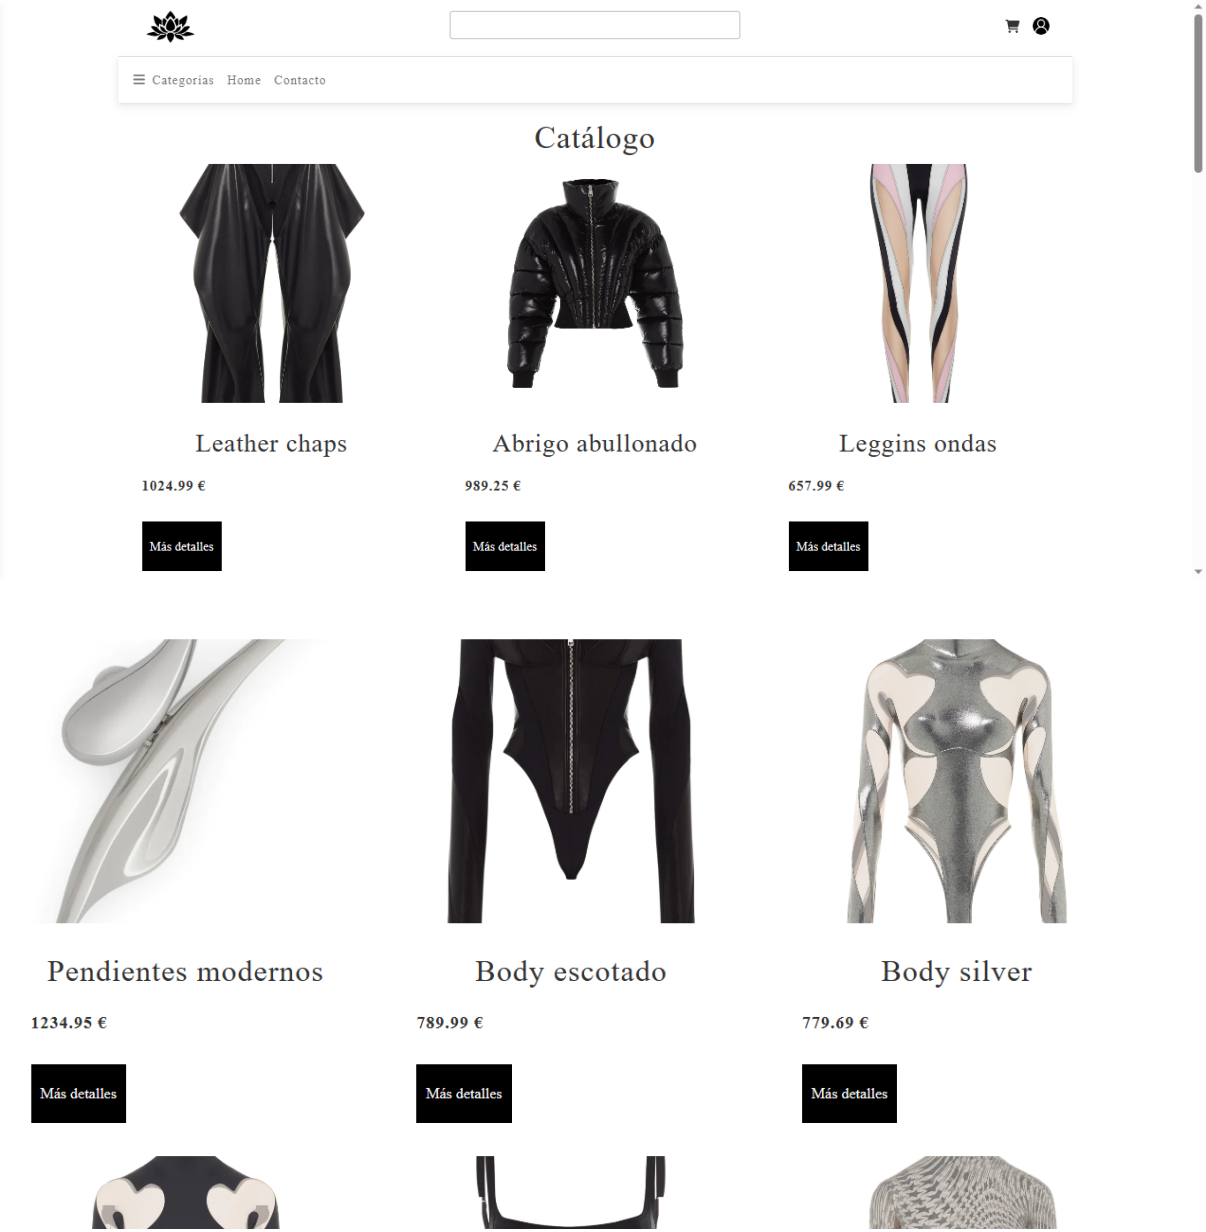 Categorías Home Contacto
Catálogo
Leather chaps Abrigo abullonado Leggins ondas
1024.99 € 989.25 € 657.99 €
Más detalles Más detalles Más detalles
Pendientes modernos Body escotado Body silver
1234.95 € 789.99 € 779.69 €
Más detalles Más detalles Más detalles